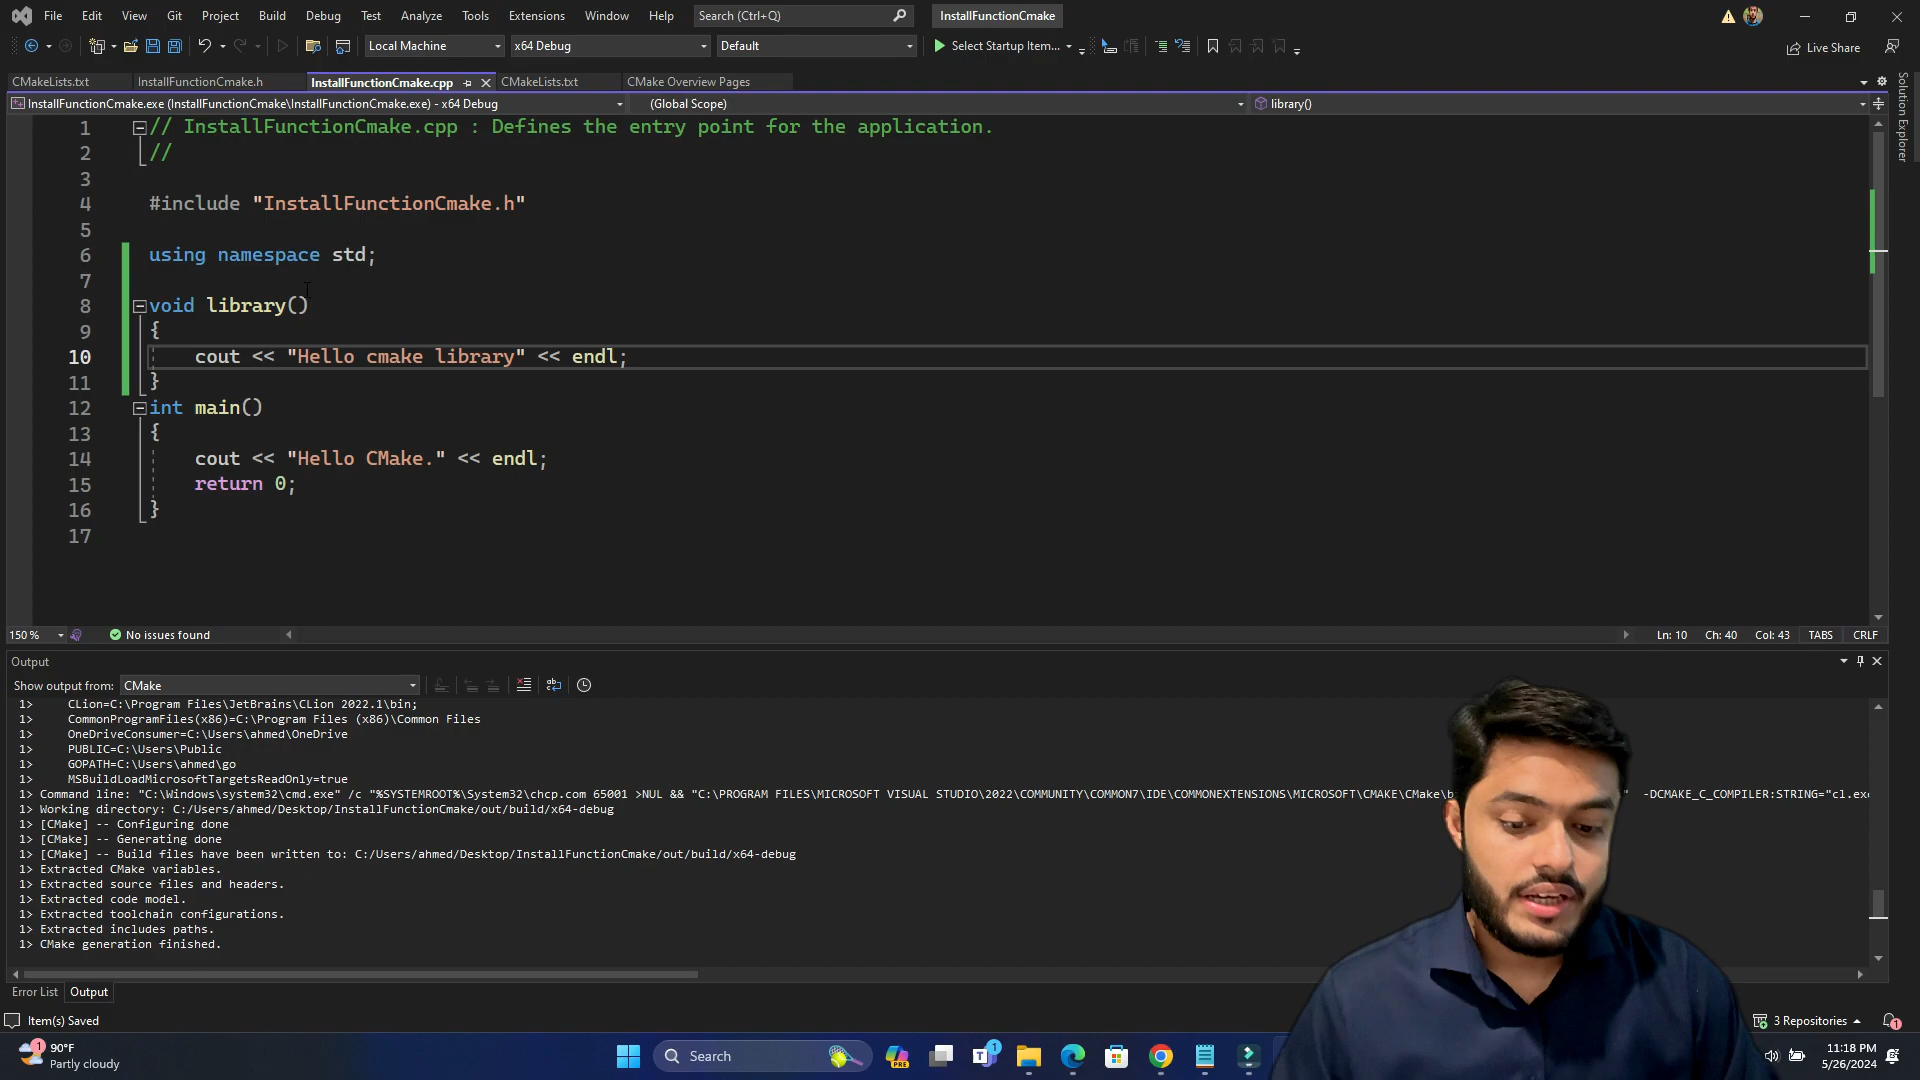 File Edit View Git Project Build Debug Test Analyze Tools Extensions Window Help Search (Ctrl+Q) InstallFunctionCmake
Local Machine x64 Debug Default Select Startup Item... Live Share
CMakeLists.txt InstallFunctionCmake.h InstallFunctionCmake.cpp CMakeLists.txt CMake Overview Pages
InstallFunctionCmake.exe (InstallFunctionCmake\InstallFunctionCmake.exe) - x64 Debug (Global Scope) library()
Solution Explorer
1 // InstallFunctionCmake.cpp : Defines the entry point for the application.
2 //
3
4 #include "InstallFunctionCmake.h"
5
6 using namespace std;
7
8 void library()
9 {
10 cout << "Hello cmake library" << endl;
11 }
12 int main()
13 {
14 cout << "Hello CMake." << endl;
15 return 0;
16 }
17
150 % No issues found Ln: 10 Ch: 40 Col: 43 TABS CRLF
Output
Show output from: CMake
1> CLion=C:\Program Files\JetBrains\CLion 2022.1\bin;
1> CommonProgramFiles(x86)=C:\Program Files (x86)\Common Files
1> OneDriveConsumer=C:\Users\ahmed\OneDrive
1> PUBLIC=C:\Users\Public
1> GOPATH=C:\Users\ahmed\go
1> MSBuildLoadMicrosoftTargetsReadOnly=true
1> Command line: "C:\Windows\system32\cmd.exe" /c "%SYSTEMROOT%\System32\chcp.com 65001 >NUL && "C:\PROGRAM FILES\MICROSOFT VISUAL STUDIO\2022\COMMUNITY\COMMON7\IDE\COMMONEXTENSIONS\MICROSOFT\CMAKE\CMake\b " -DCMAKE_C_COMPILER:STRING="cl.exe
1> Working directory: C:/Users/ahmed/Desktop/InstallFunctionCmake/out/build/x64-debug
1> [CMake] -- Configuring done
1> [CMake] -- Generating done
1> [CMake] -- Build files have been written to: C:/Users/ahmed/Desktop/InstallFunctionCmake/out/build/x64-debug
1> Extracted CMake variables.
1> Extracted source files and headers.
1> Extracted code model.
1> Extracted toolchain configurations.
1> Extracted includes paths.
1> CMake generation finished.
Error List Output
Item(s) Saved 3 Repositories 1
1 90°F
Partly cloudy
Search PRE 1
11:18 PM
5/26/2024